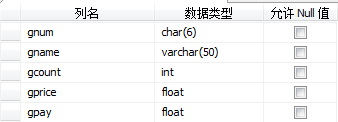 列名 数据类型 允许 Null 值
gnum char(6)
gname varchar(50)
gcount int
gprice float
gpay float